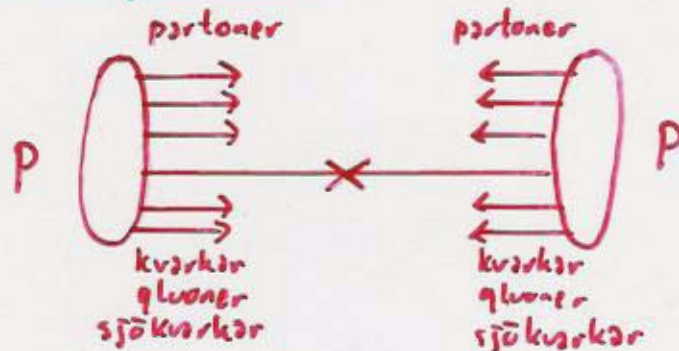 partoner partoner
P P
kvarkar kvarkar
gluoner gluoner
sjökvarkar sjökvarkar